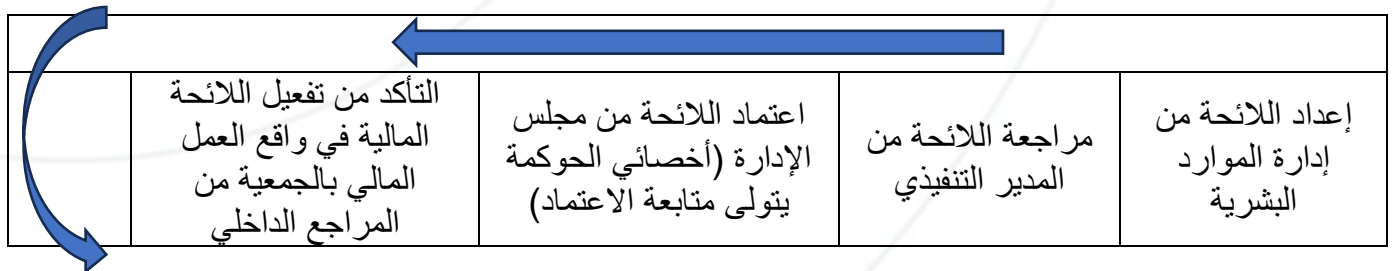 إعداد اللائحة من
إدارة الموارد
البشرية
مراجعة اللائحة من
المدير التنفيذي
اعتماد اللائحة من مجلس
الإدارة (أخصائي الحوكمة
يتولى متابعة الاعتماد)
التأكد من تفعيل اللائحة
المالية في واقع العمل
المالي بالجمعية من
المراجع الداخلي